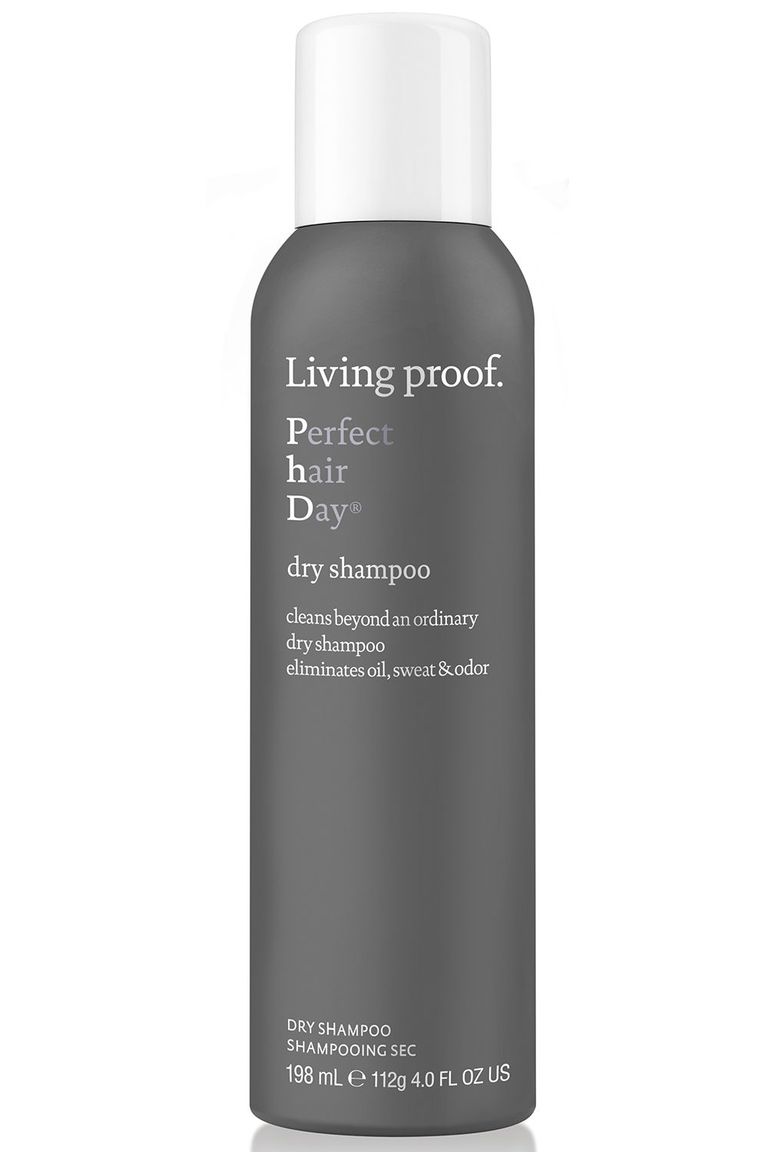 Living proof.
Perfect
hair
Day®
dry shampoo
cleans beyond an ordinary
dry shampoo
eliminates oil, sweat & odor
DRY SHAMPOO
SHAMPOOING SEC
198 mL ℮ 112g 4.0 FL OZ US